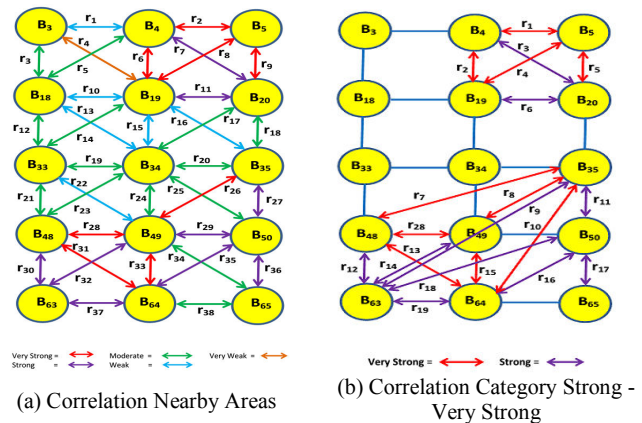 B3 r1 B4 r2 B5
r3 r4 r5 r6 r7 r8 r9
B18 r10 B19 r11 B20
r12 r13 r14 r15 r16 r17 r18
B33 r19 B34 r20 B35
r21 r22 r23 r24 r25 r26 r27
B48 r28 B49 r29 B50
r30 r31 r32 r33 r34 r35 r36
B63 r37 B64 r38 B65
Very Strong = Moderate = Very Weak =
Strong = Weak =
(a) Correlation Nearby Areas
B3 B4 r1 B5
r2 r3 r4 r5
B18 B19 r6 B20
B33 B34 B35
r7 r8 r9 r10 r11
B48 r28 B49 B50
r12 r13 r14 r15 r16 r17
r18
B63 r19 B64 B65
Very Strong = Strong =
(b) Correlation Category Strong -
Very Strong